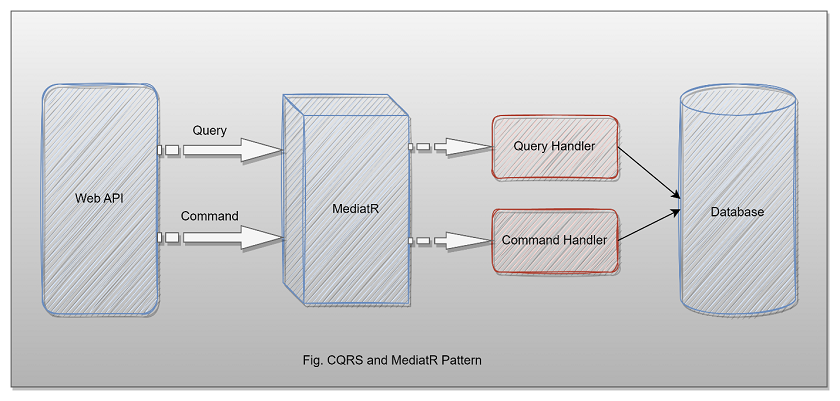 Query
Query Handler
Web API
Command
MediatR
Database
Command Handler
Fig. CQRS and MediatR Pattern